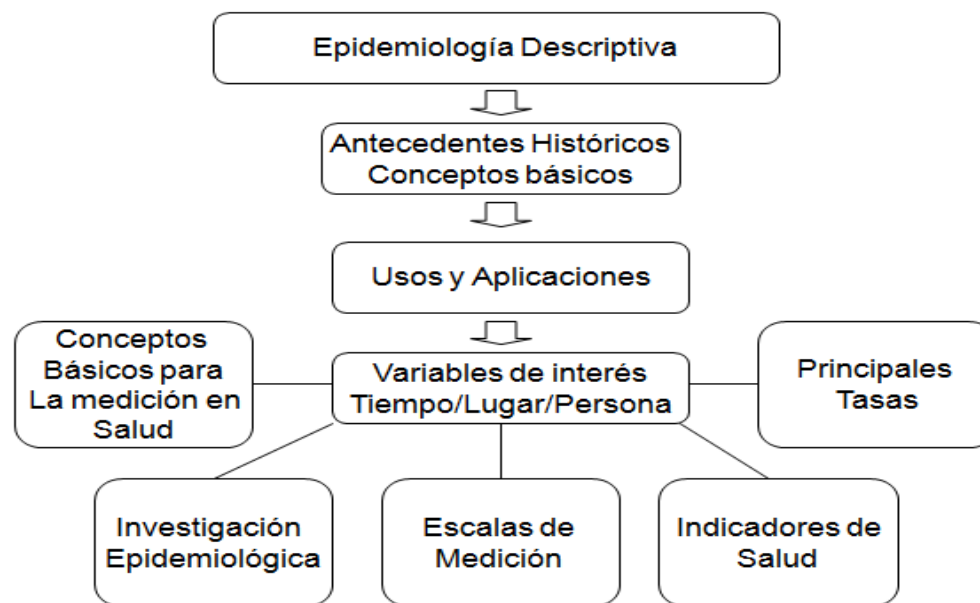 Epidemiología Descriptiva
Antecedentes Históricos
Conceptos básicos
Usos y Aplicaciones
Conceptos
Básicos para
La medición en
Salud
Variables de interés
Tiempo/Lugar/Persona
Principales
Tasas
Investigación
Epidemiológica
Escalas de
Medición
Indicadores de
Salud